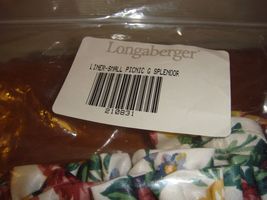 Longaberger®
LINER-SMALL PICNIC G SPLENDOR
210831